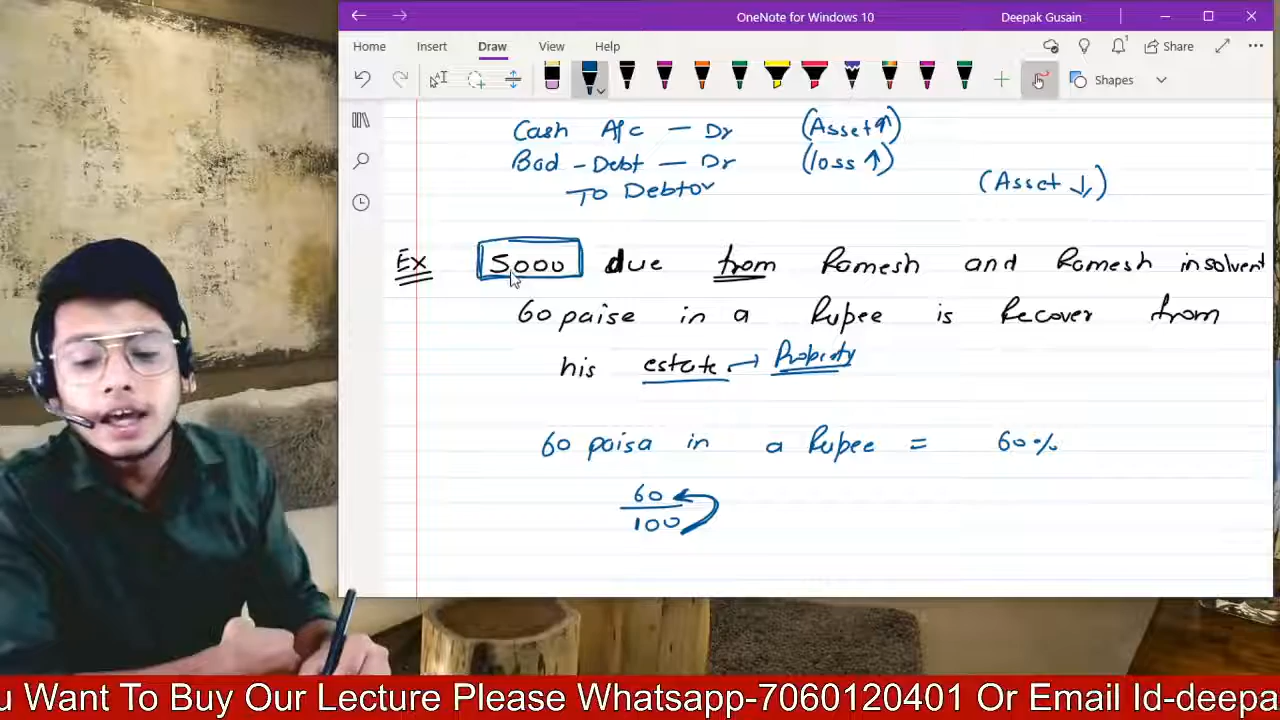 OneNote for Windows 10
Deepak Gusain
Home Insert Draw View Help
Share
Shapes
Cash A/c — Dr (Asset ↑)
Bad - Debt — Dr (loss ↑)
To Debtor (Asset ↓)
Ex 5000 due from Romesh and Romesh insolvent
60 paise in a Rupee is Recover from
his estate → Property
60 paisa in a Rupee = 60%
60
100
u Want To Buy Our Lecture Please Whatsapp-7060120401 Or Email Id-deepa